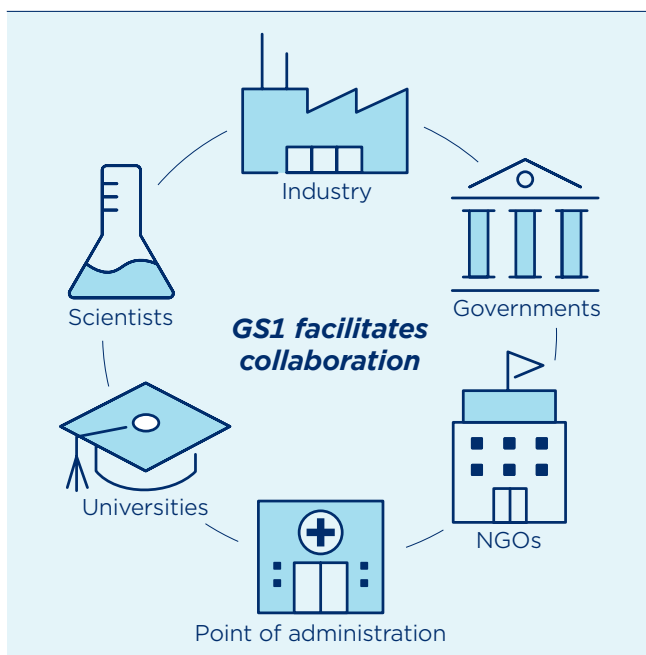 Industry
Scientists
Governments
GS1 facilitates
collaboration
Universities
NGOs
Point of administration